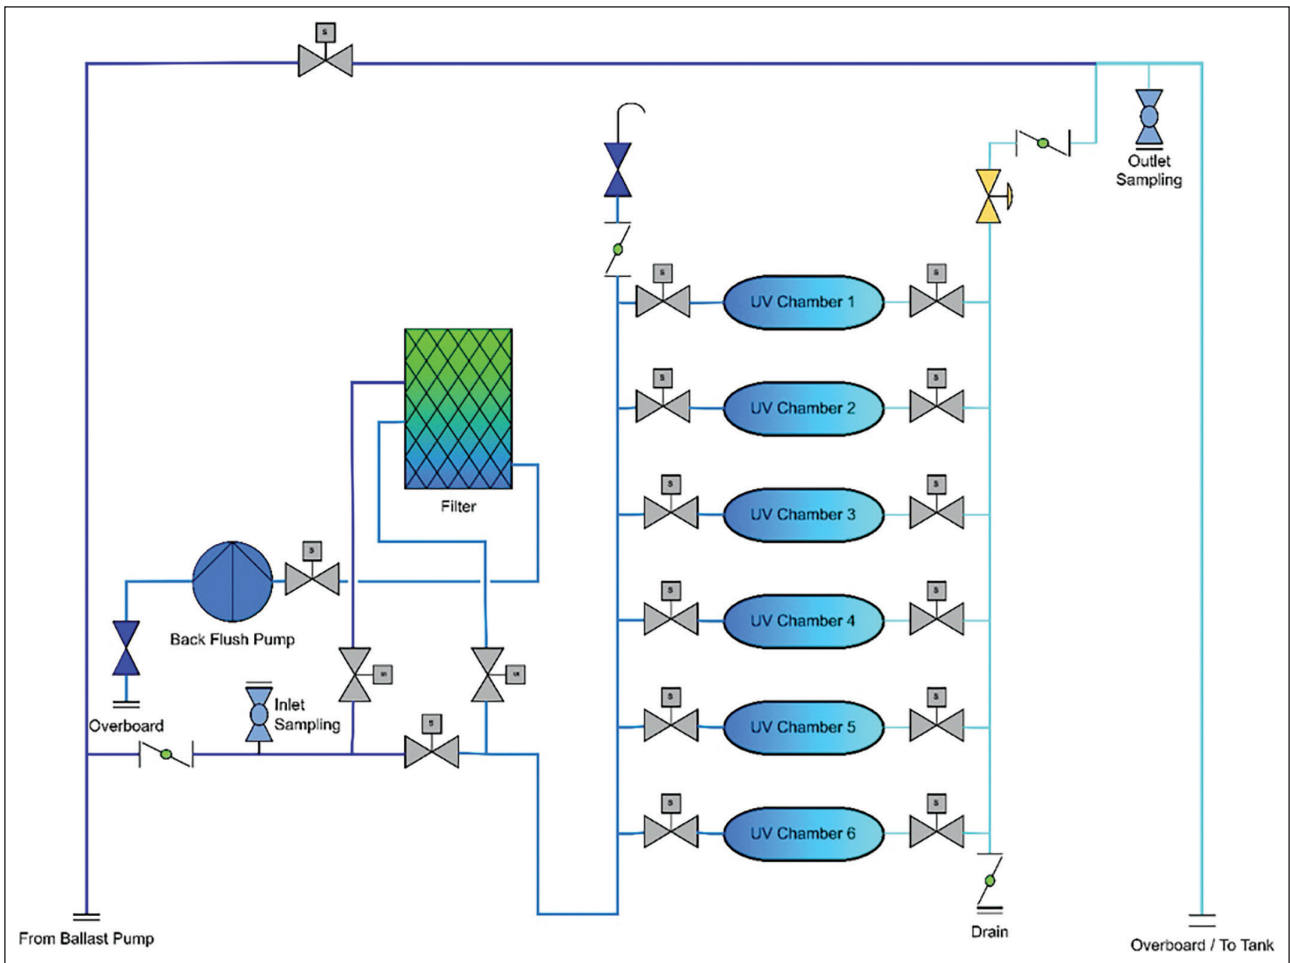 S
Outlet
Sampling
S
S
UV Chamber 1
S
S
UV Chamber 2
S
Filter
S
UV Chamber 3
S
S
Back Flush Pump
S
UV Chamber 4
S
Inlet
Sampling
Overboard
S
S
UV Chamber 5
S
S
UV Chamber 6
S
Drain
From Ballast Pump
Overboard / To Tank